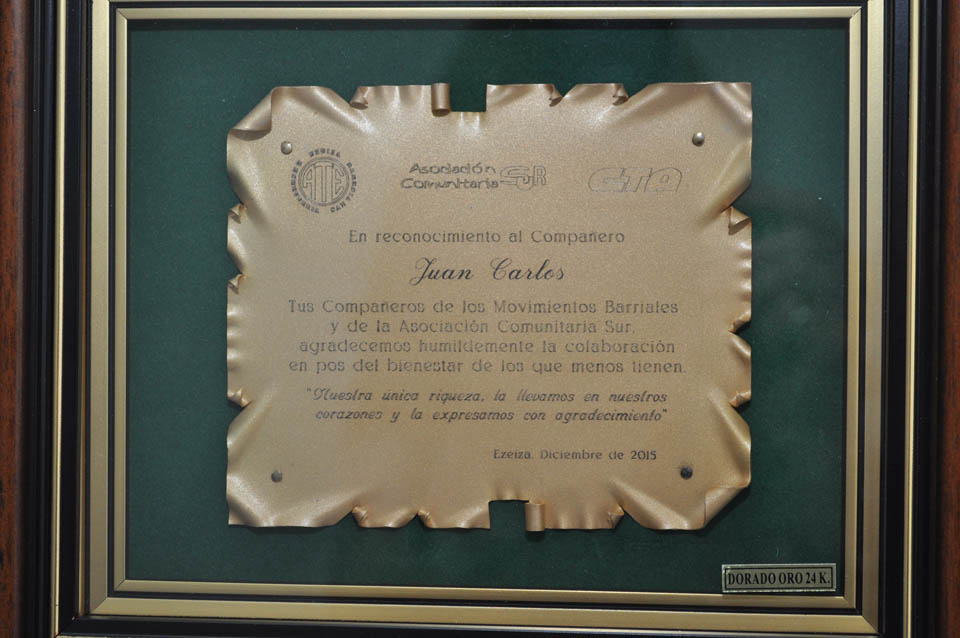 ATE
Asociación
Comunitaria SUR
CTA
En reconocimiento al Compañero
Juan Carlos
Tus Compañeros de los Movimientos Barriales
y de la Asociación Comunitaria Sur,
agradecemos humildemente la colaboración
en pos del bienestar de los que menos tienen.
"Nuestra única riqueza, la llevamos en nuestros
corazones y la expresamos con agradecimiento"
Ezeiza, Diciembre de 2015
DORADO ORO 24 K.